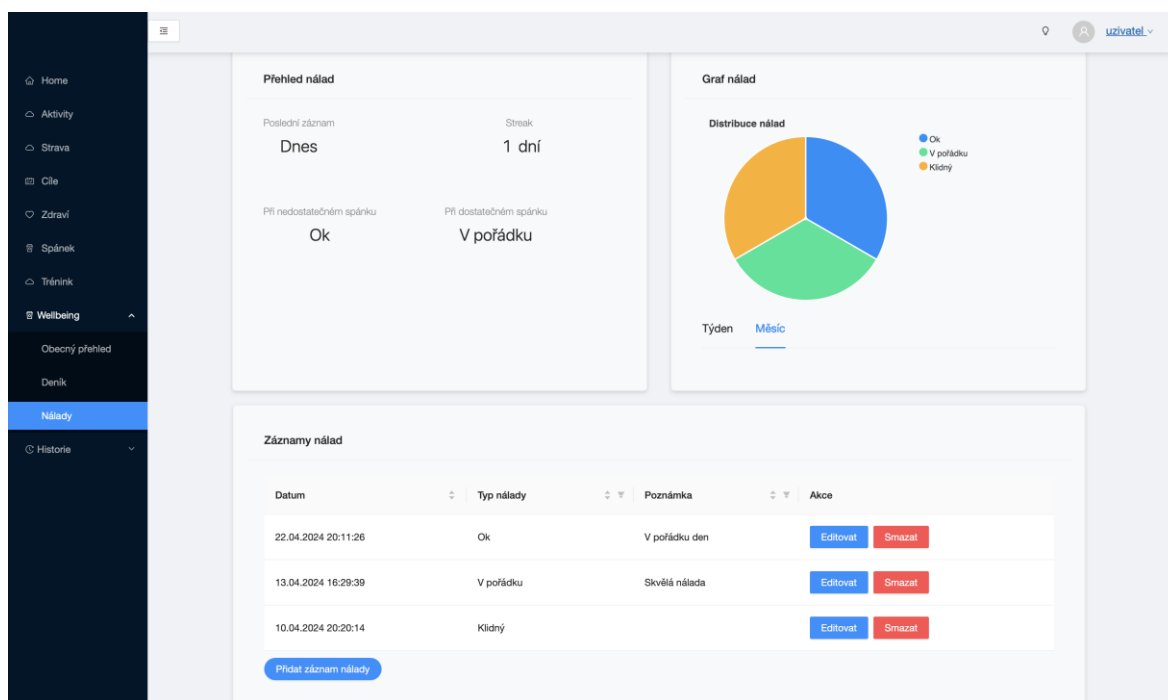 uzivatel
Home
Aktivity
Strava
Cíle
Zdraví
Spánek
Trénink
Wellbeing
Obecný přehled
Deník
Nálady
Historie
Přehled nálad
Poslední záznam
Streak
Dnes
1 dní
Při nedostatečném spánku
Při dostatečném spánku
Ok
V pořádku
Graf nálad
Distribuce nálad
Ok
V pořádku
Klidný
Týden Měsíc
Záznamy nálad
Datum Typ nálady Poznámka Akce
22.04.2024 20:11:26 Ok V pořádku den Editovat Smazat
13.04.2024 16:29:39 V pořádku Skvělá nálada Editovat Smazat
10.04.2024 20:20:14 Klidný Editovat Smazat
Přidat záznam nálady